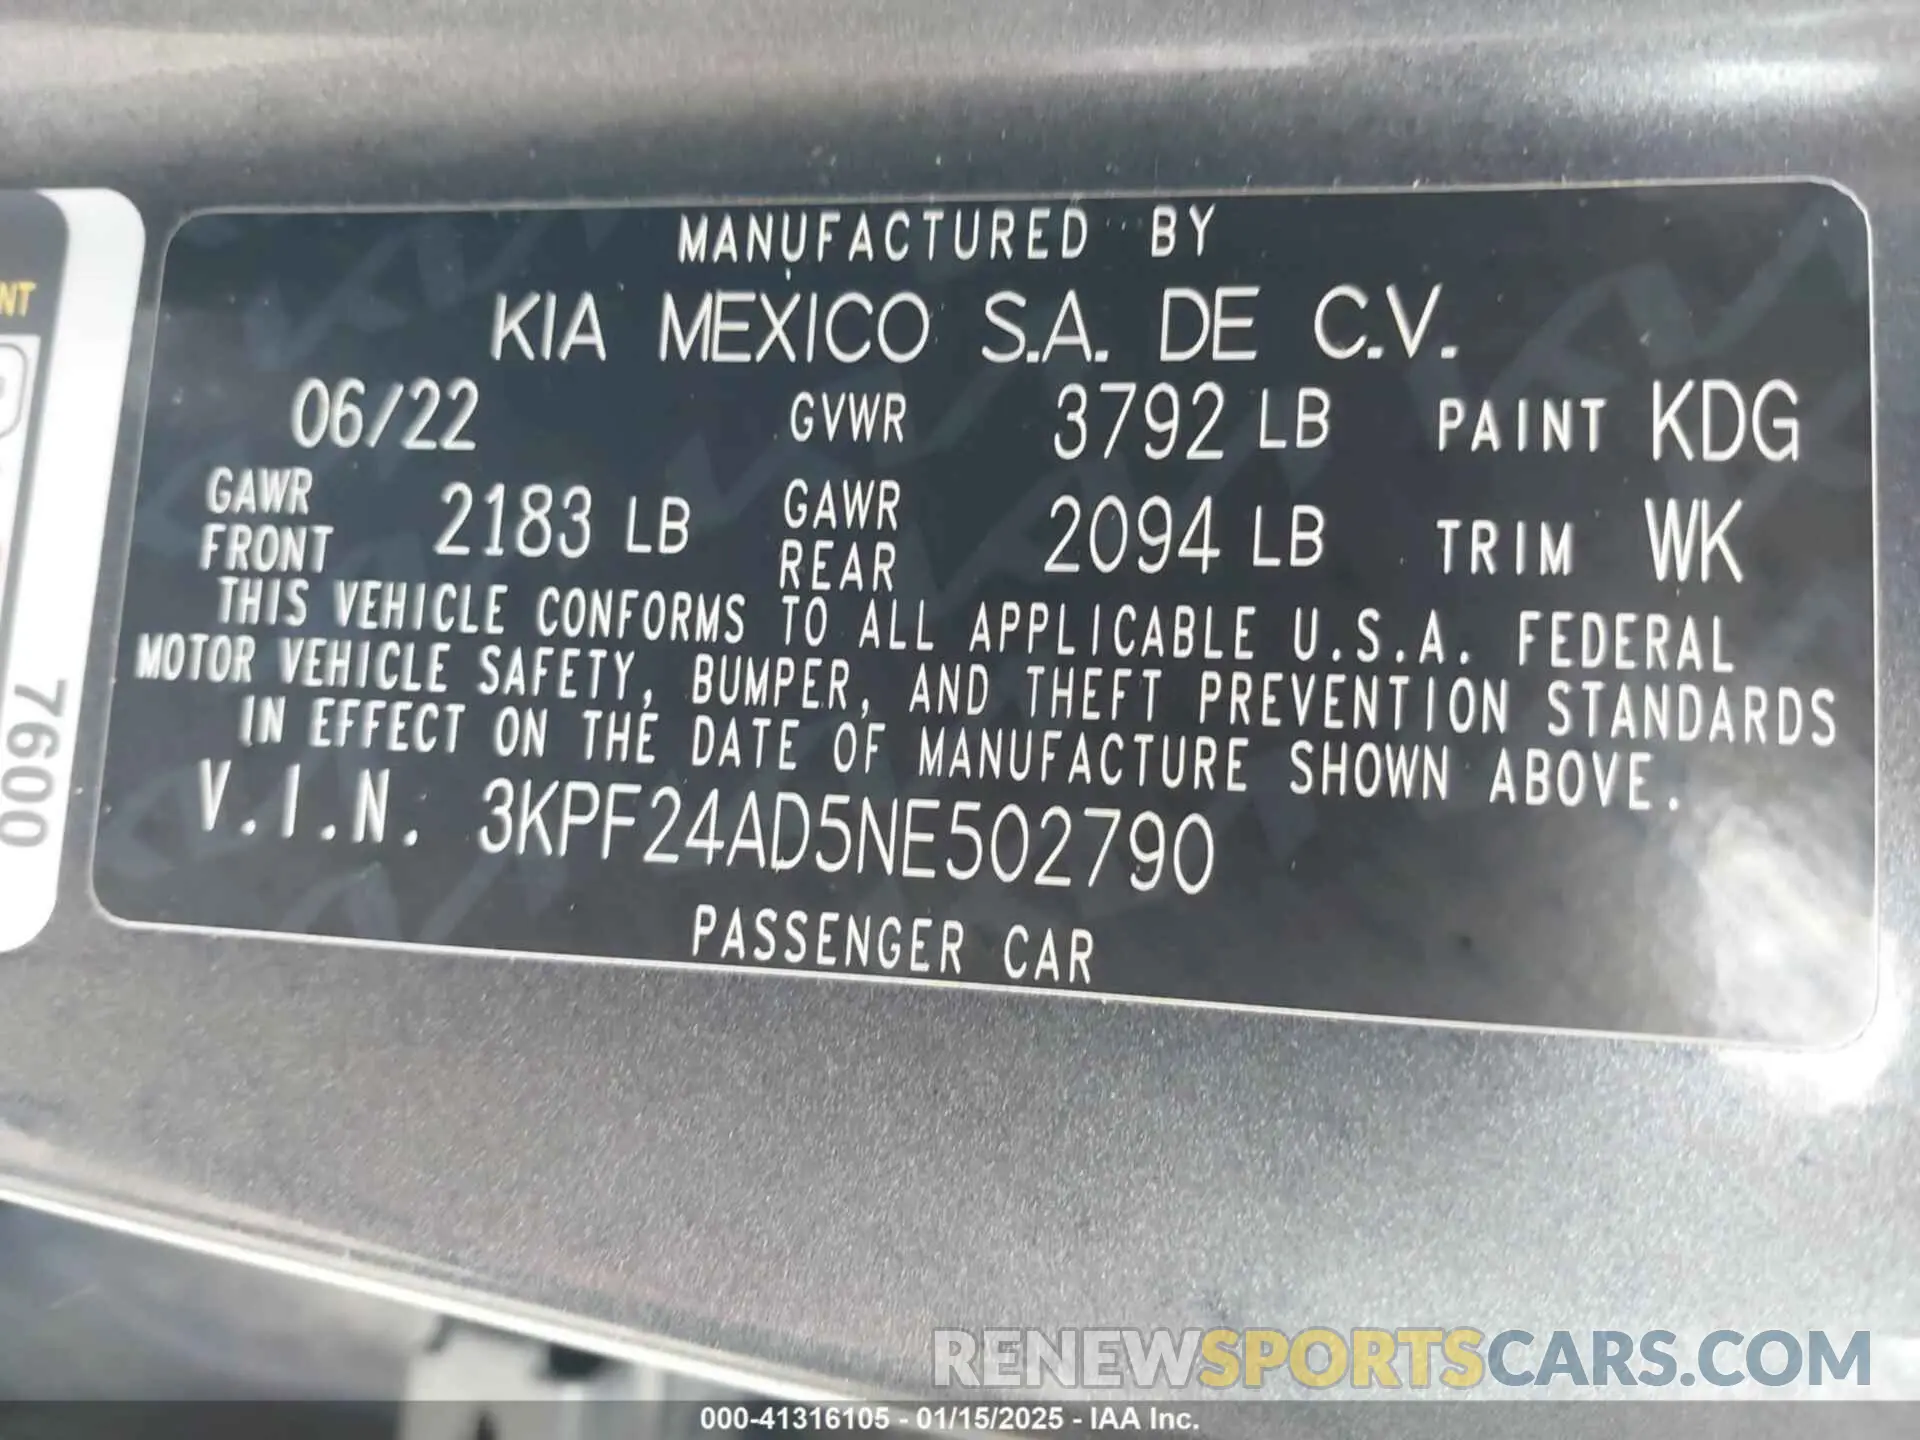 MANUFACTURED BY
KIA MEXICO S.A. DE C.V.
06/22 GVWR 3792 LB PAINT KDG
GAWR FRONT 2183 LB GAWR REAR 2094 LB TRIM WK
THIS VEHICLE CONFORMS TO ALL APPLICABLE U.S.A. FEDERAL
MOTOR VEHICLE SAFETY, BUMPER, AND THEFT PREVENTION STANDARDS
IN EFFECT ON THE DATE OF MANUFACTURE SHOWN ABOVE.
V.I.N. 3KPF24AD5NE502790
PASSENGER CAR
NT
7600
RENEWSPORTSCARS.COM
000-41316105 - 01/15/2025 - IAA Inc.